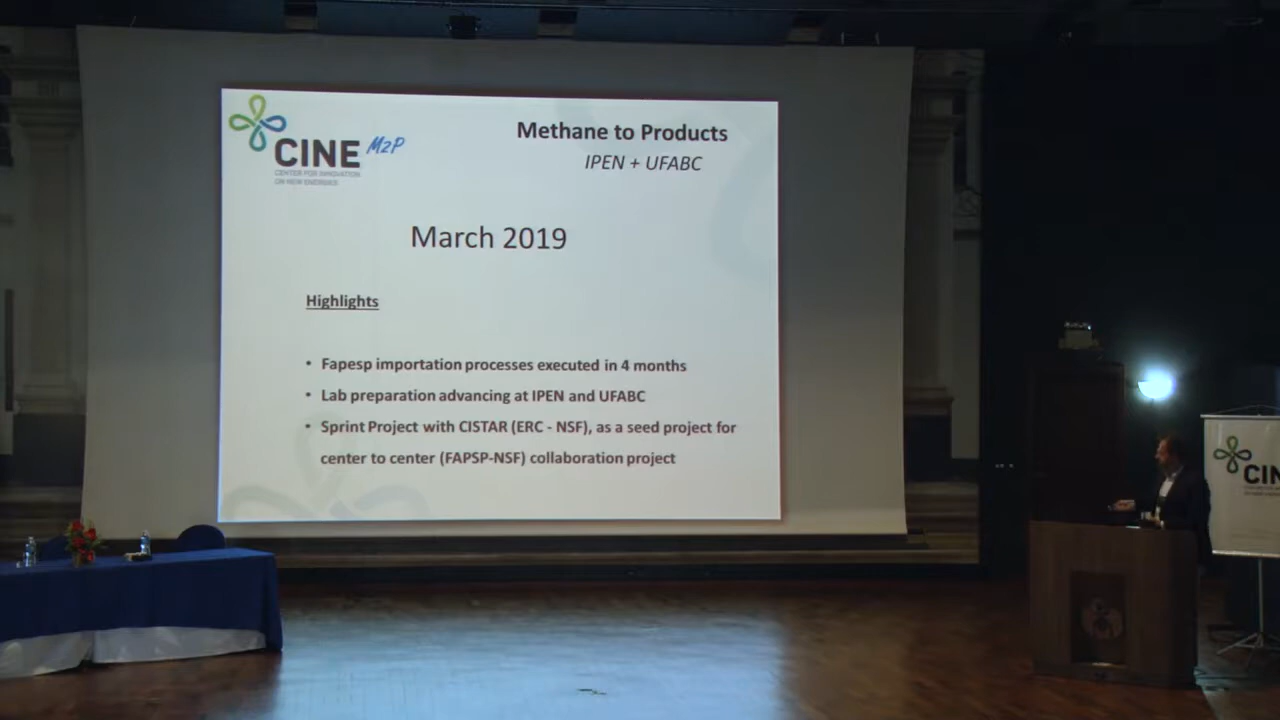 CINE M2P
CENTER FOR INNOVATION
ON NEW ENERGIES
Methane to Products
IPEN + UFABC
March 2019
Highlights
• Fapesp importation processes executed in 4 months
• Lab preparation advancing at IPEN and UFABC
• Sprint Project with CISTAR (ERC - NSF), as a seed project for
center to center (FAPSP-NSF) collaboration project
CIN